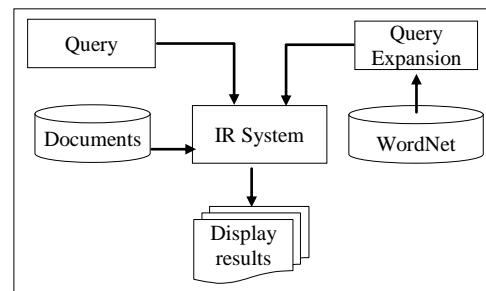 Query
Query
Expansion
Documents
IR System
WordNet
Display
results